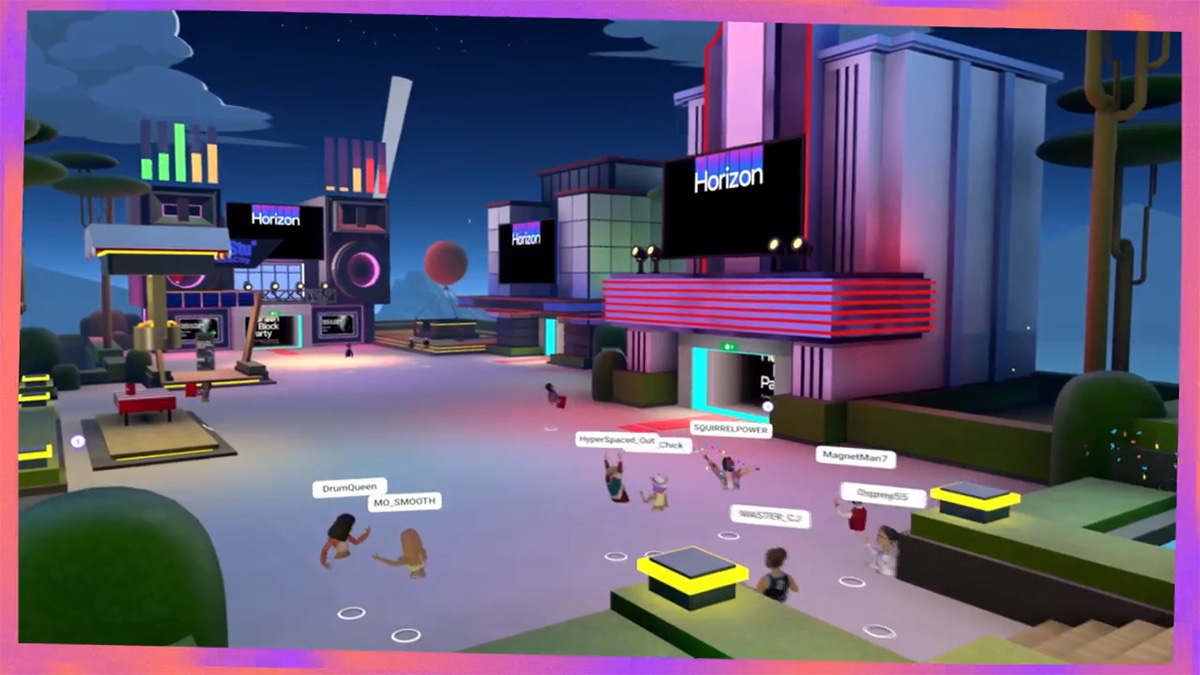 Horizon
Horizon
Horizon
Block
Party
DrumQueen
MO_SMOOTH
HyperSpaced_Out
Chick
SQUIRRELPOWER
MagnetMan7